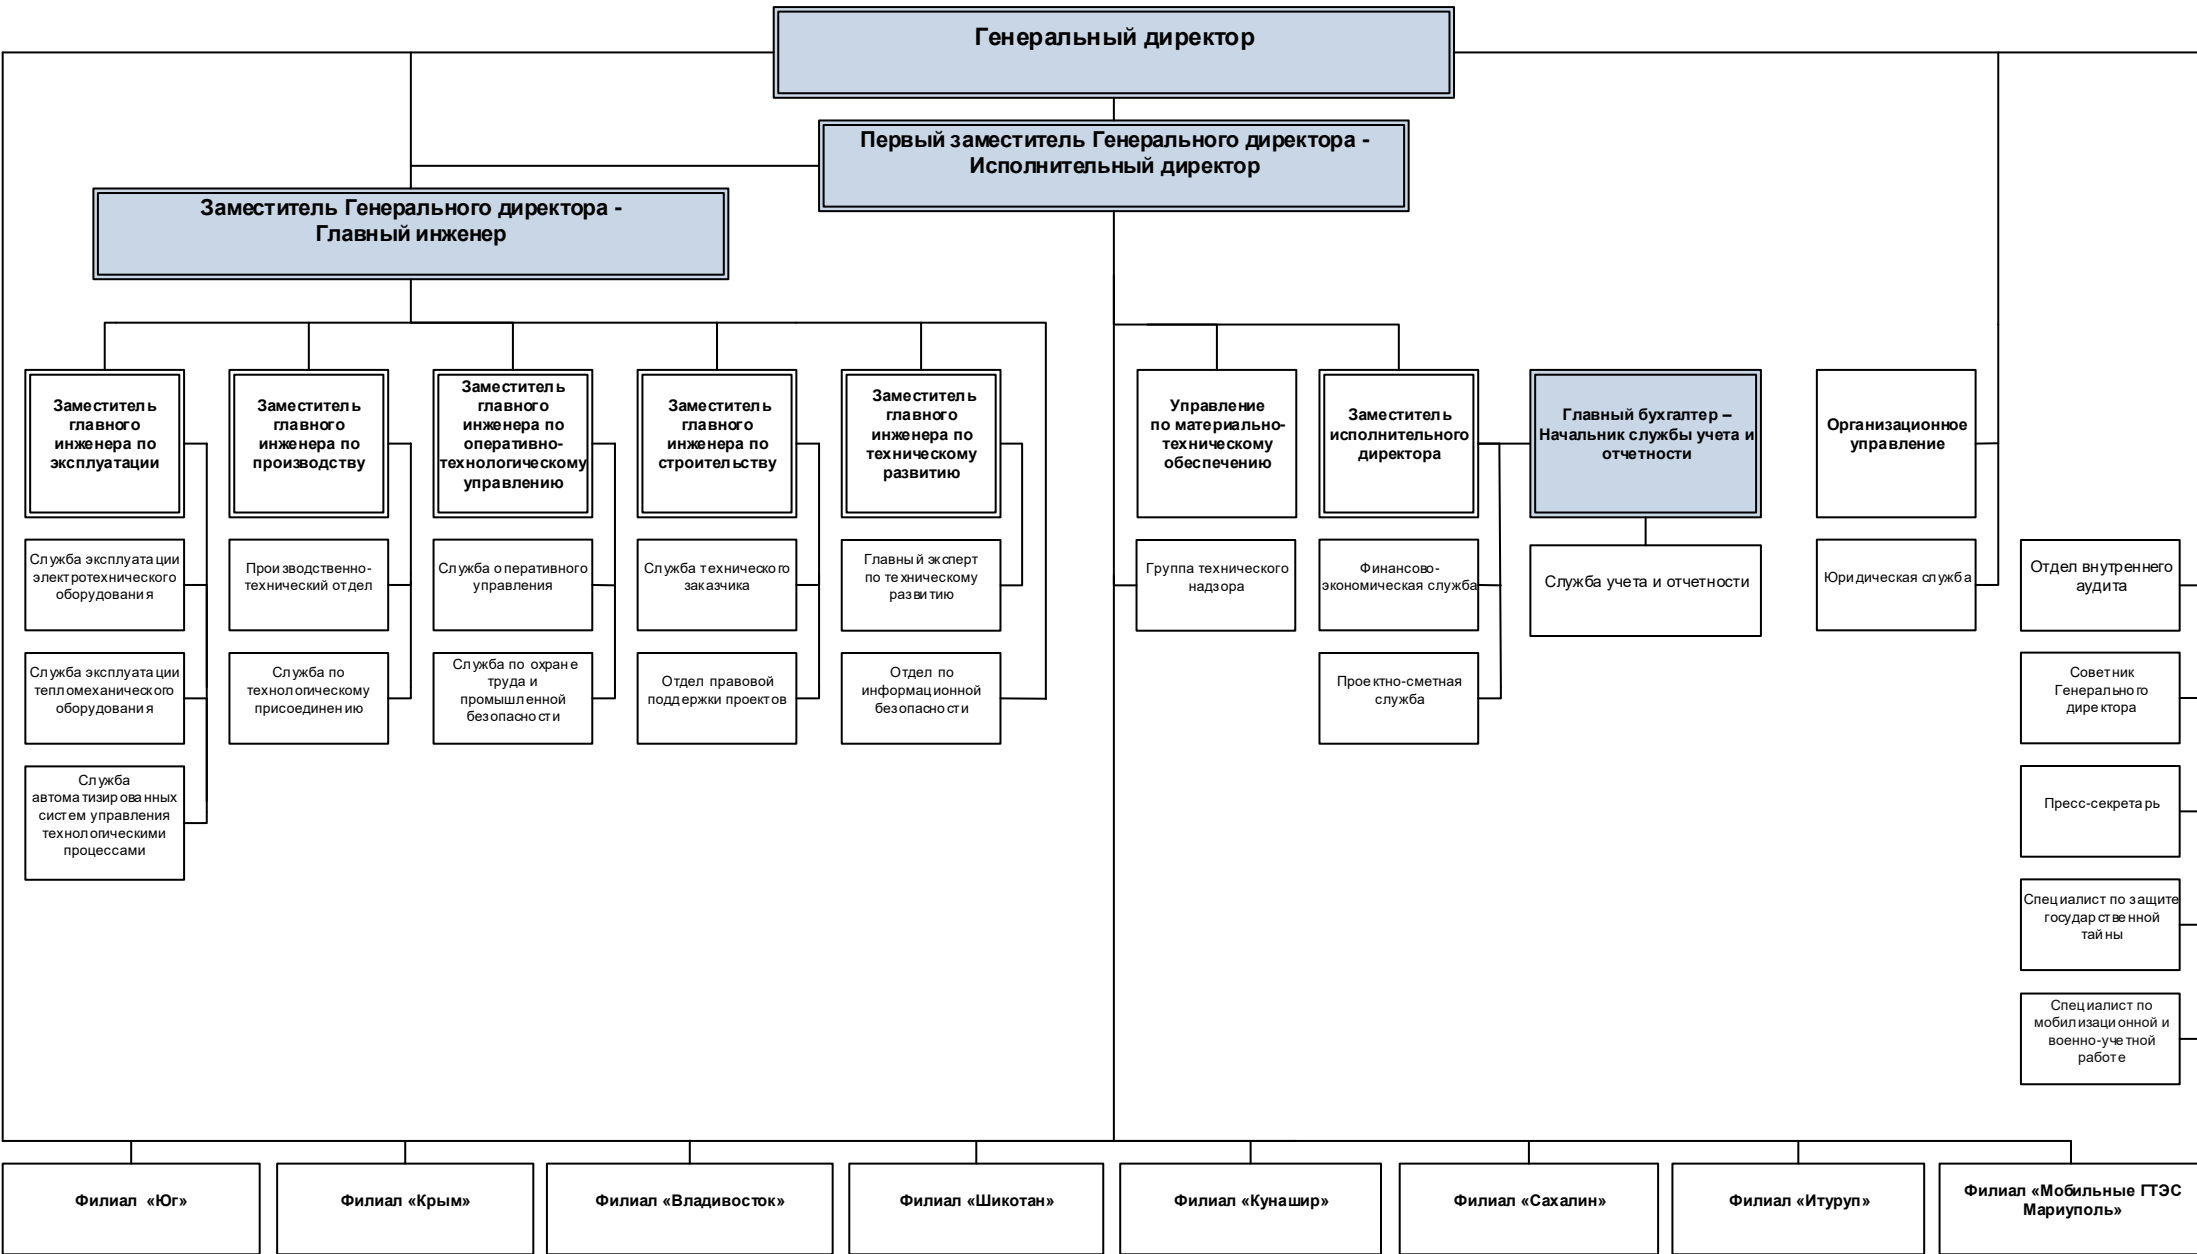 Генеральный директор
Первый заместитель Генерального директора -
Исполнительный директор
Заместитель Генерального директора -
Главный инженер
Заместитель
главного
инженера по
эксплуатации
Заместитель
главного
инженера по
производству
Заместитель
главного
инженера по
оперативно-
технологическому
управлению
Заместитель
главного
инженера по
строительству
Заместитель
главного
инженера по
техническому
развитию
Управление
по материально-
техническому
обеспечению
Заместитель
исполнительного
директора
Главный бухгалтер –
Начальник службы учета и
отчетности
Организационное
управление
Служба эксплуатации
электротехнического
оборудования
Производственно-
технический отдел
Служба оперативного
управления
Служба технического
заказчика
Главный эксперт
по техническому
развитию
Группа технического
надзора
Финансово-
экономическая служба
Служба учета и отчетности
Юридическая служба
Отдел внутреннего
аудита
Служба эксплуатации
тепломеханического
оборудования
Служба по
технологическому
присоединению
Служба по охране
труда и
промышленной
безопасности
Отдел правовой
поддержки проектов
Отдел по
информационной
безопасности
Проектно-сметная
служба
Советник
Генерального
директора
Служба
автоматизированных
систем управления
технологическими
процессами
Пресс-секретарь
Специалист по защите
государственной
тайны
Специалист по
мобилизационной и
военно-учетной
работе
Филиал «Юг»
Филиал «Крым»
Филиал «Владивосток»
Филиал «Шикотан»
Филиал «Кунашир»
Филиал «Сахалин»
Филиал «Итуруп»
Филиал «Мобильные ГТЭС
Мариуполь»